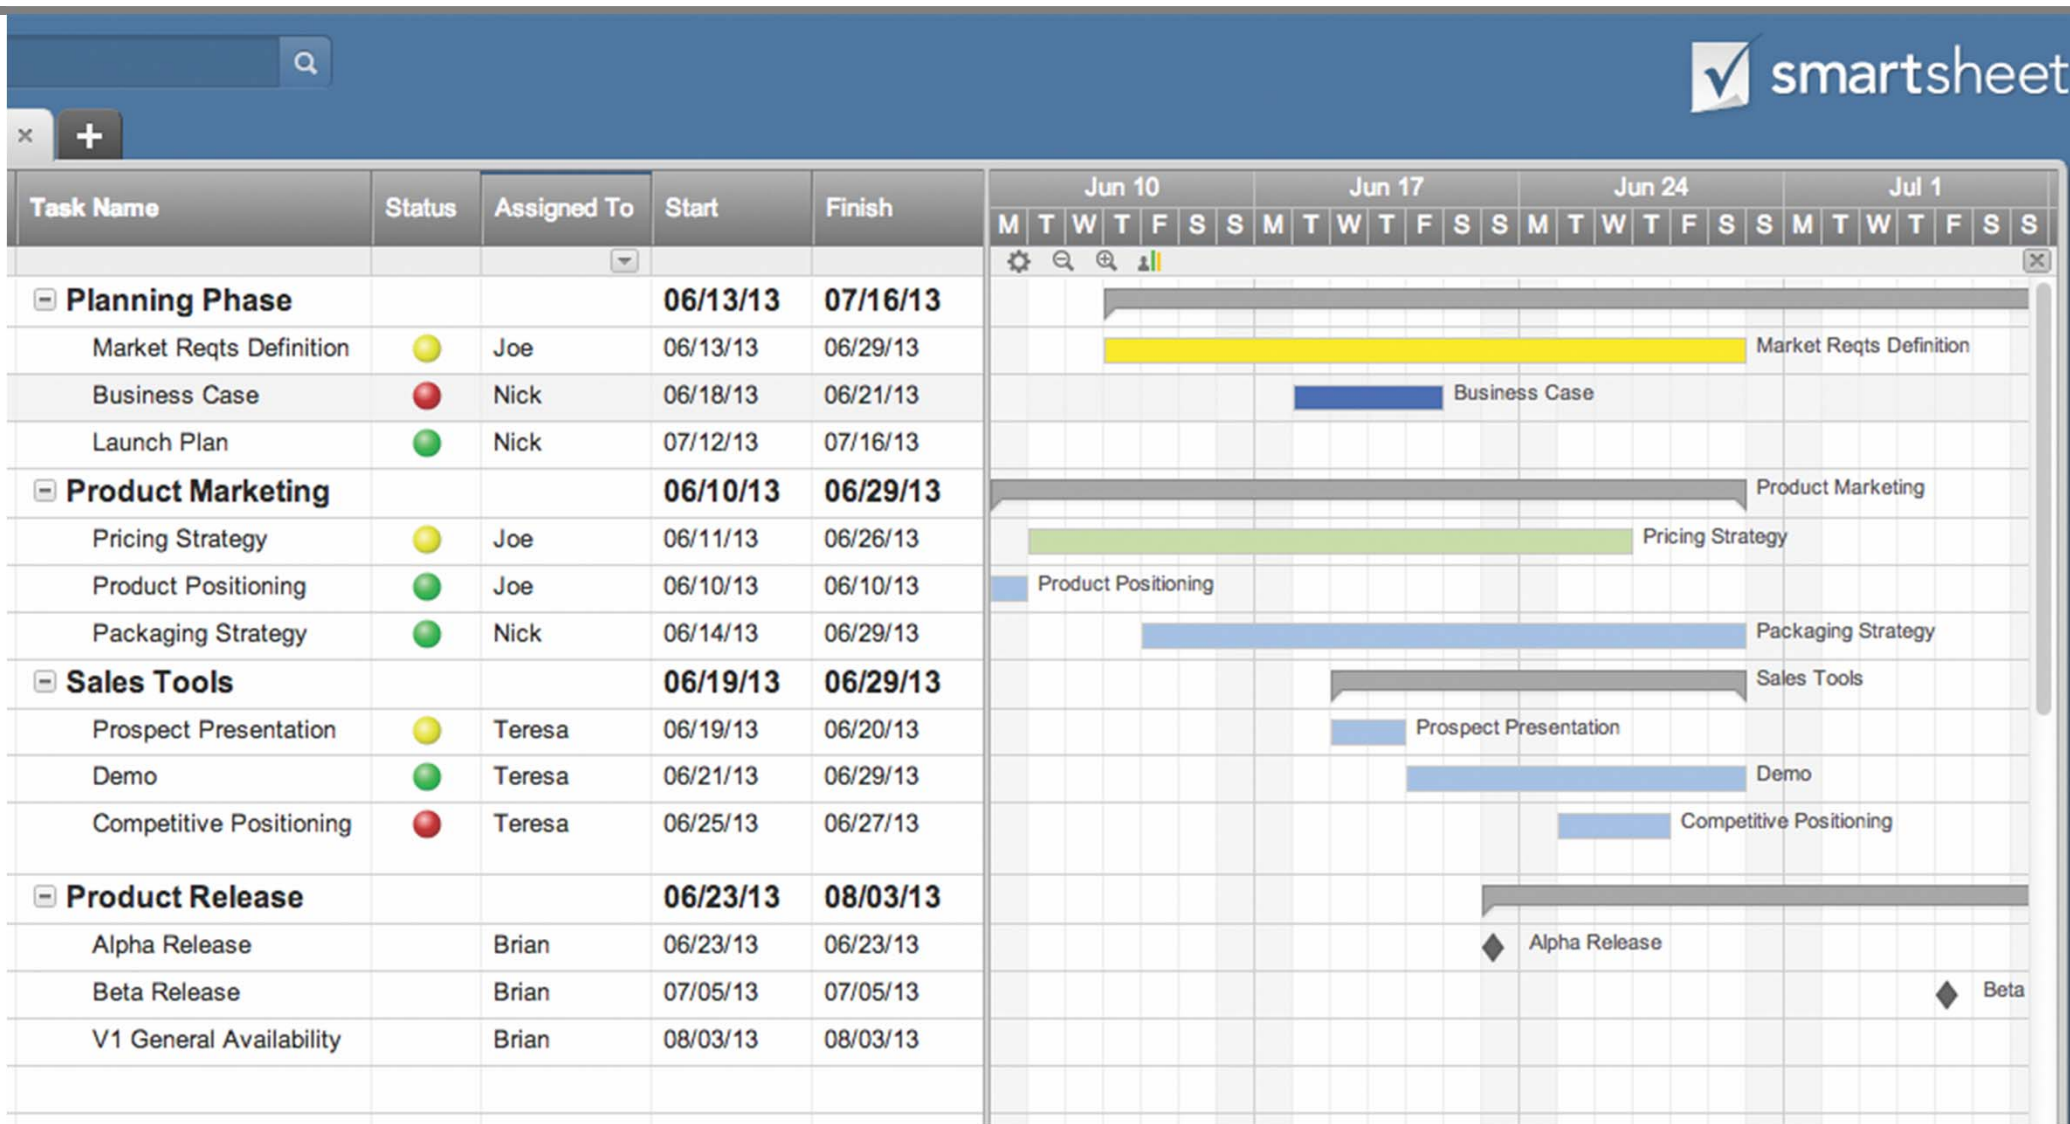 smartsheet
Task Name Status Assigned To Start Finish Jun 10 Jun 17 Jun 24 Jul 1
M T W T F S S M T W T F S S M T W T F S S M T W T F S S
Planning Phase 06/13/13 07/16/13
Market Reqts Definition Joe 06/13/13 06/29/13 Market Reqts Definition
Business Case Nick 06/18/13 06/21/13 Business Case
Launch Plan Nick 07/12/13 07/16/13
Product Marketing 06/10/13 06/29/13 Product Marketing
Pricing Strategy Joe 06/11/13 06/26/13 Pricing Strategy
Product Positioning Joe 06/10/13 06/10/13 Product Positioning
Packaging Strategy Nick 06/14/13 06/29/13 Packaging Strategy
Sales Tools 06/19/13 06/29/13 Sales Tools
Prospect Presentation Teresa 06/19/13 06/20/13 Prospect Presentation
Demo Teresa 06/21/13 06/29/13 Demo
Competitive Positioning Teresa 06/25/13 06/27/13 Competitive Positioning
Product Release 06/23/13 08/03/13
Alpha Release Brian 06/23/13 06/23/13 Alpha Release
Beta Release Brian 07/05/13 07/05/13 Beta
V1 General Availability Brian 08/03/13 08/03/13